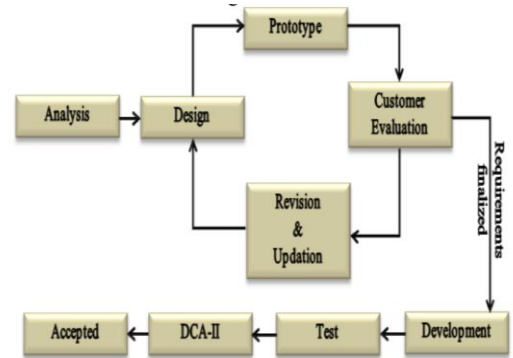 Prototype
Analysis
Design
Customer
Evaluation
Revision
&
Updation
Requirements
finalized
Accepted
DCA-II
Test
Development